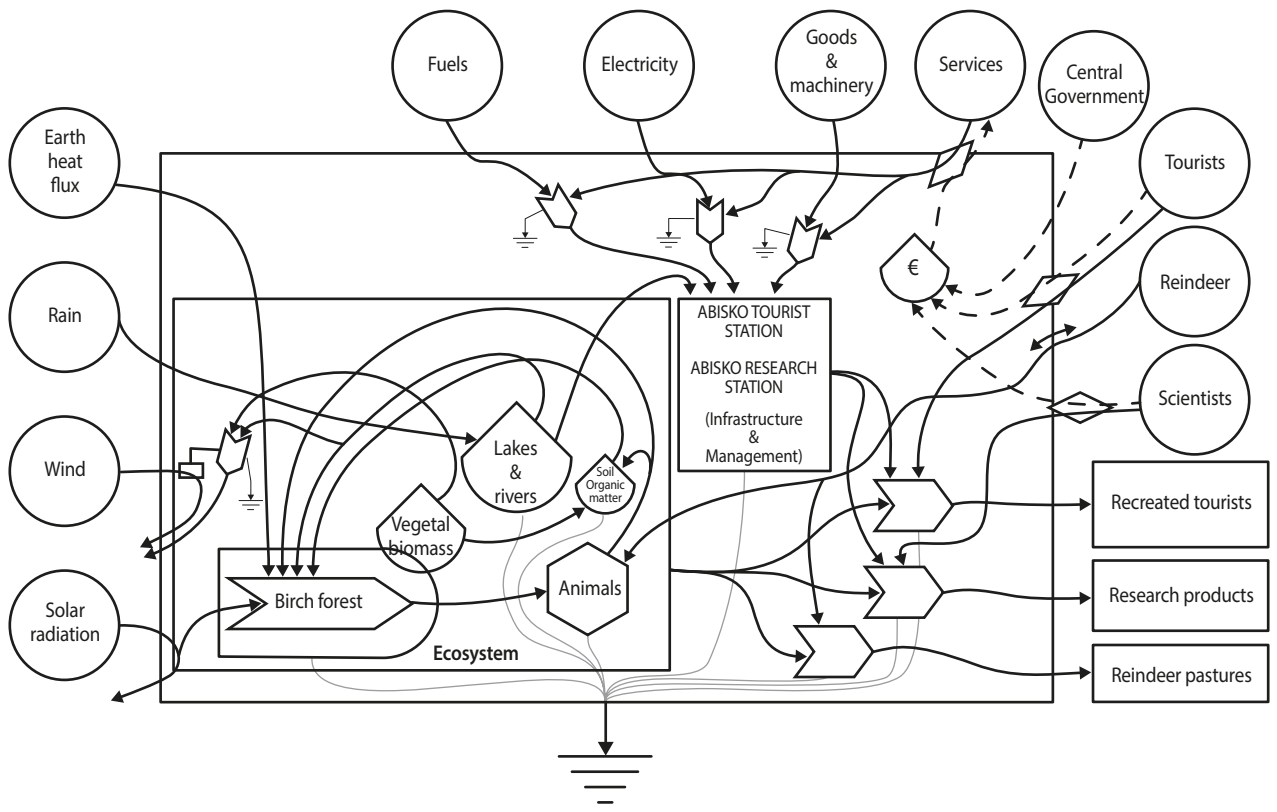 Fuels
Electricity
Goods
&
machinery
Services
Central
Government
Earth
heat
flux
Tourists
€
Reindeer
Rain
ABISKO TOURIST
STATION
ABISKO RESEARCH
STATION
(Infrastructure
&
Management)
Scientists
Wind
Lakes
&
rivers
Soil
Organic
matter
Vegetal
biomass
Recreated tourists
Solar
radiation
Birch forest
Animals
Research products
Ecosystem
Reindeer pastures